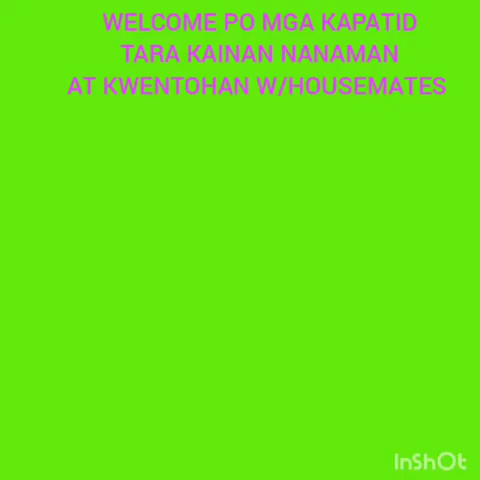 WELCOME PO MGA KAPATID
TARA KAINAN NANAMAN
AT KWENTOHAN W/HOUSEMATES
InShOt